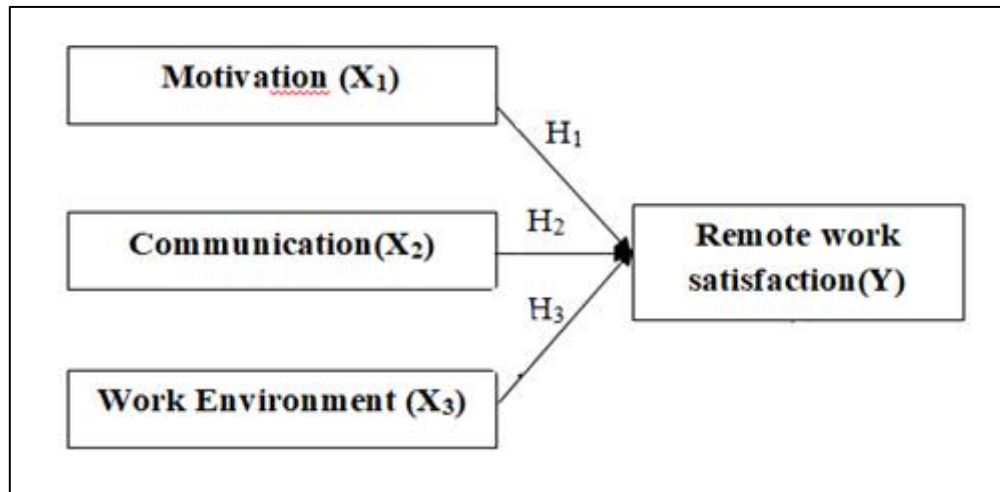 Motivation (X₁)
H₁
Communication(X₂)
H₂
Remote work
satisfaction(Y)
H₃
Work Environment (X₃)